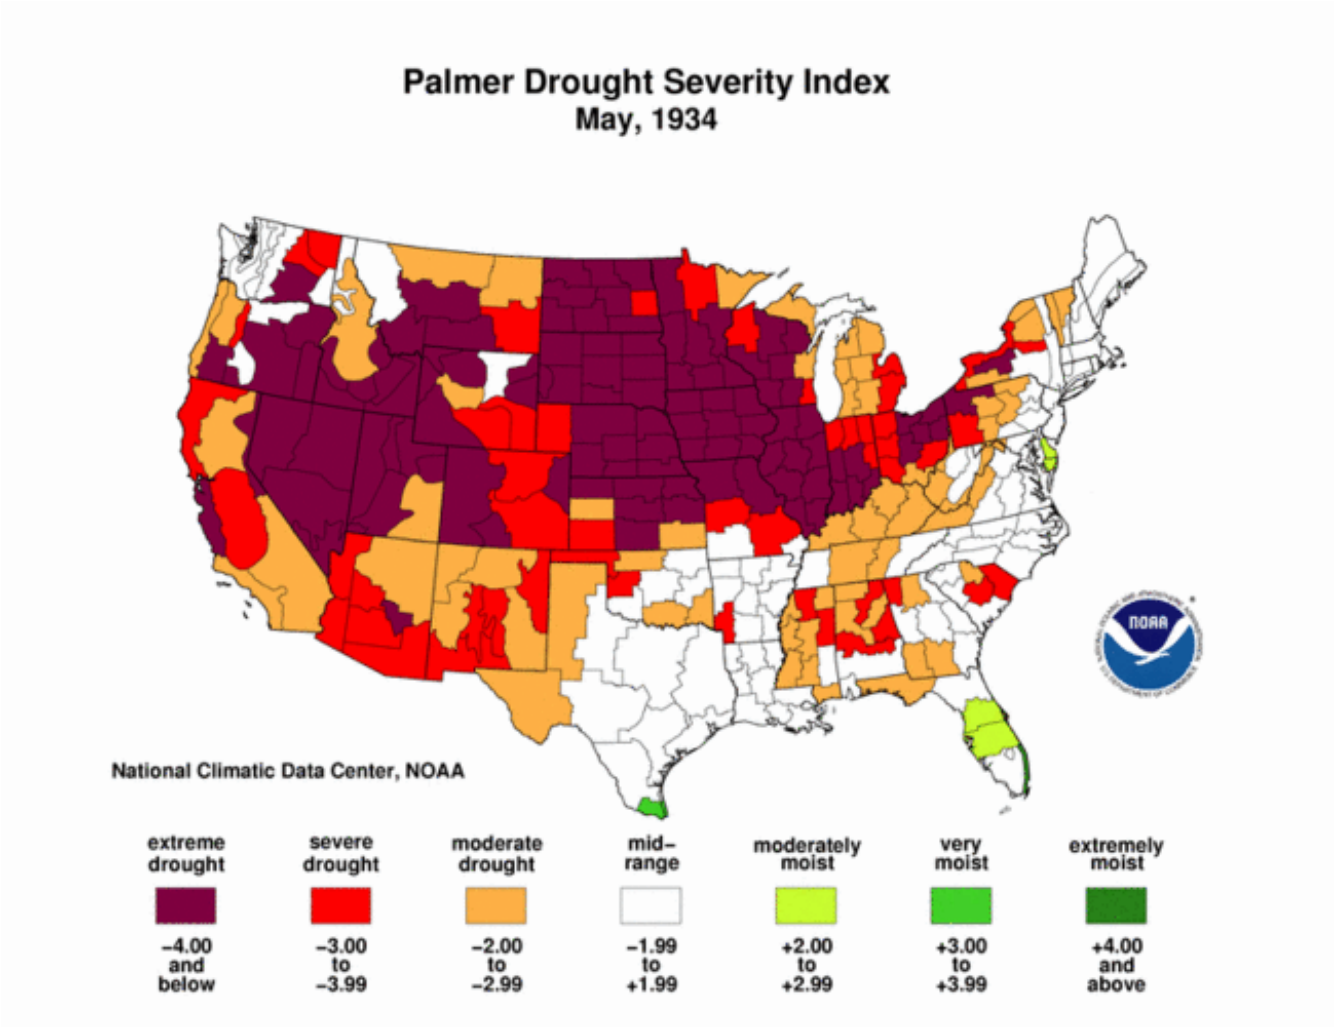 Palmer Drought Severity Index
May, 1934
NOAA
National Climatic Data Center, NOAA
extreme drought
severe drought
moderate drought
mid-range
moderately moist
very moist
extremely moist
-4.00 and below
-3.00 to -3.99
-2.00 to -2.99
-1.99 to +1.99
+2.00 to +2.99
+3.00 to +3.99
+4.00 and above